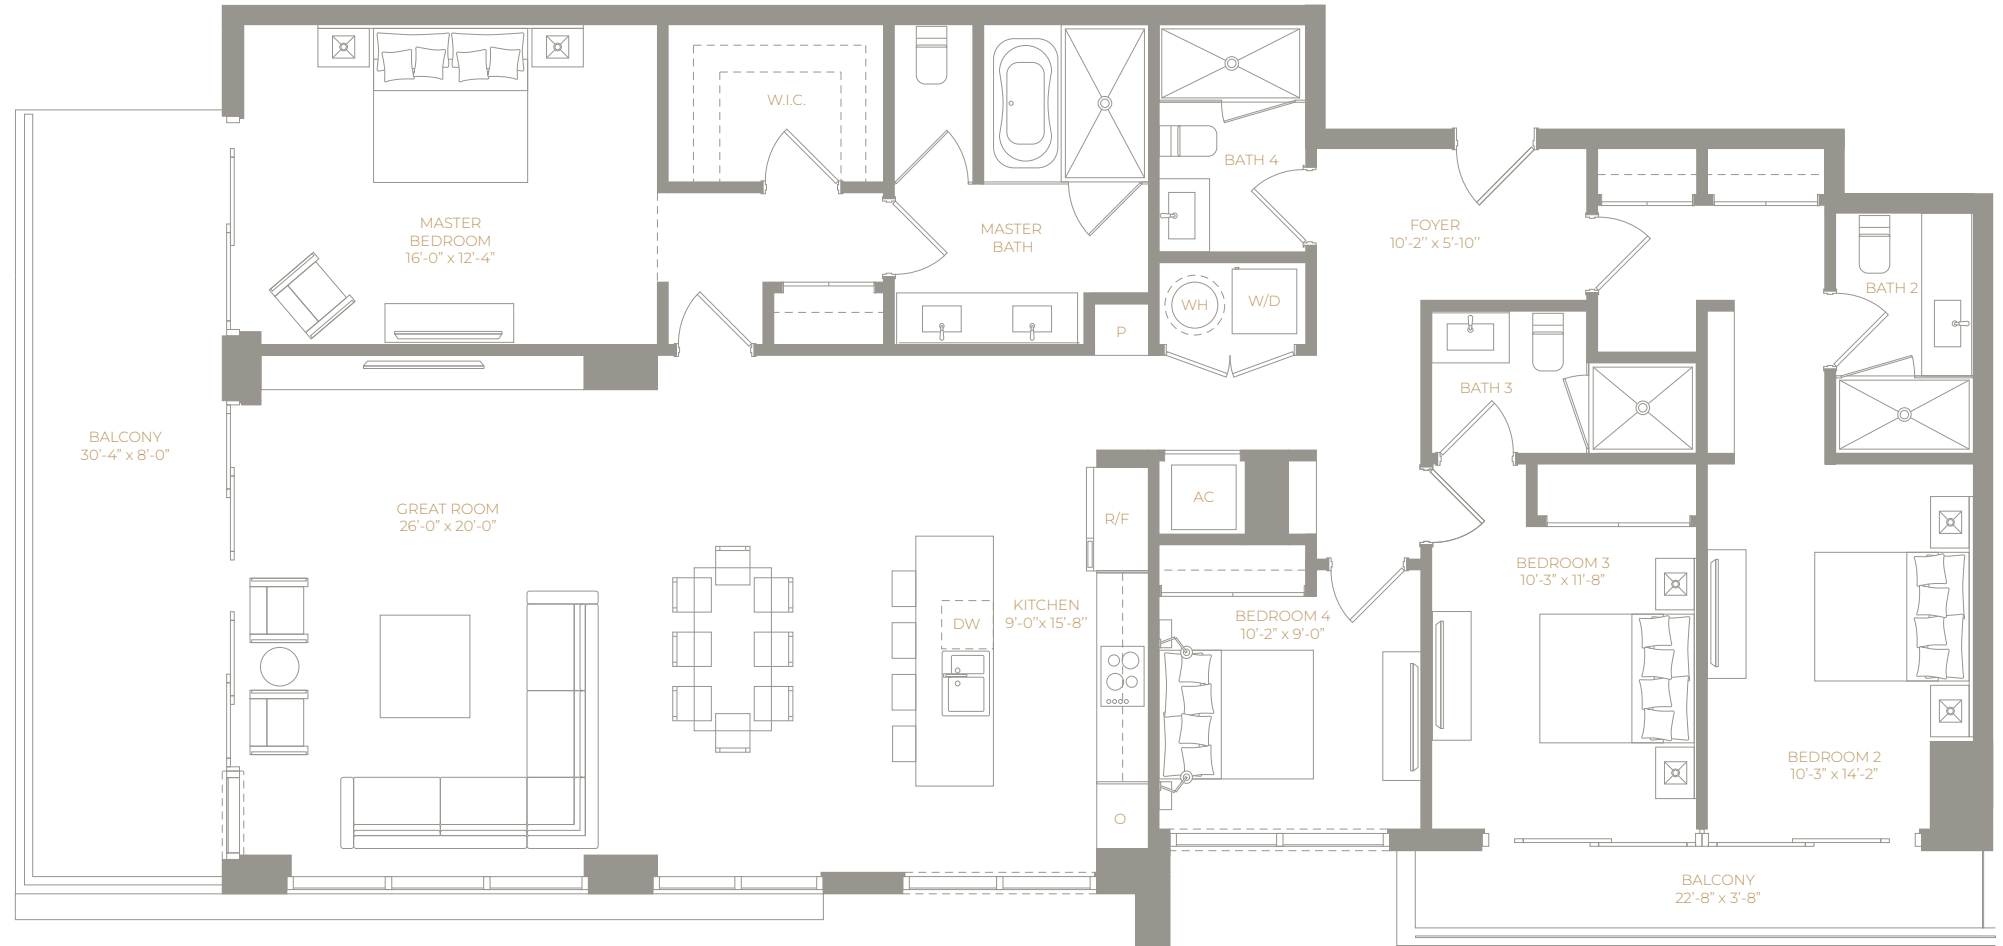 W.I.C.
MASTER
BEDROOM
16'-0” x 12'-4”
MASTER
BATH
BATH 4
FOYER
10'-2’’ x 5'-10’’
BATH 2
WH
W/D
P
BATH 3
BALCONY
30'-4” x 8'-0”
GREAT ROOM
26'-0” x 20'-0”
R/F
AC
KITCHEN
9'-0’’x 15'-8’’
DW
BEDROOM 4
10'-2” x 9'-0”
BEDROOM 3
10'-3” x 11'-8”
BEDROOM 2
10'-3” x 14'-2”
O
BALCONY
22'-8” x 3'-8”